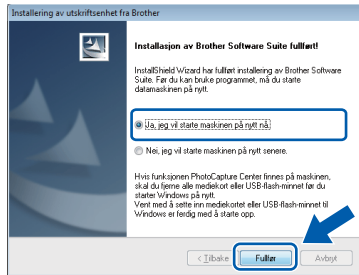 Installering av utskriftsenhet fra Brother
Installasjon av Brother Software Suite fullført!
InstallShield Wizard har fullført installering av Brother Software
Suite. Før du kan bruke programmet, må du starte
datamaskinen på nytt.
Ja, jeg vil starte maskinen på nytt nå.
Nei, jeg vil starte maskinen på nytt senere.
Hvis funksjonen PhotoCapture Center finnes på maskinen,
skal du fjerne alle mediekort eller USB-flash-minnet før du
starter Windows på nytt.
Vent med å sette inn mediekortet eller USB-flash-minnet til
Windows er ferdig med å starte opp.
< Tilbake Fullfør Avbryt